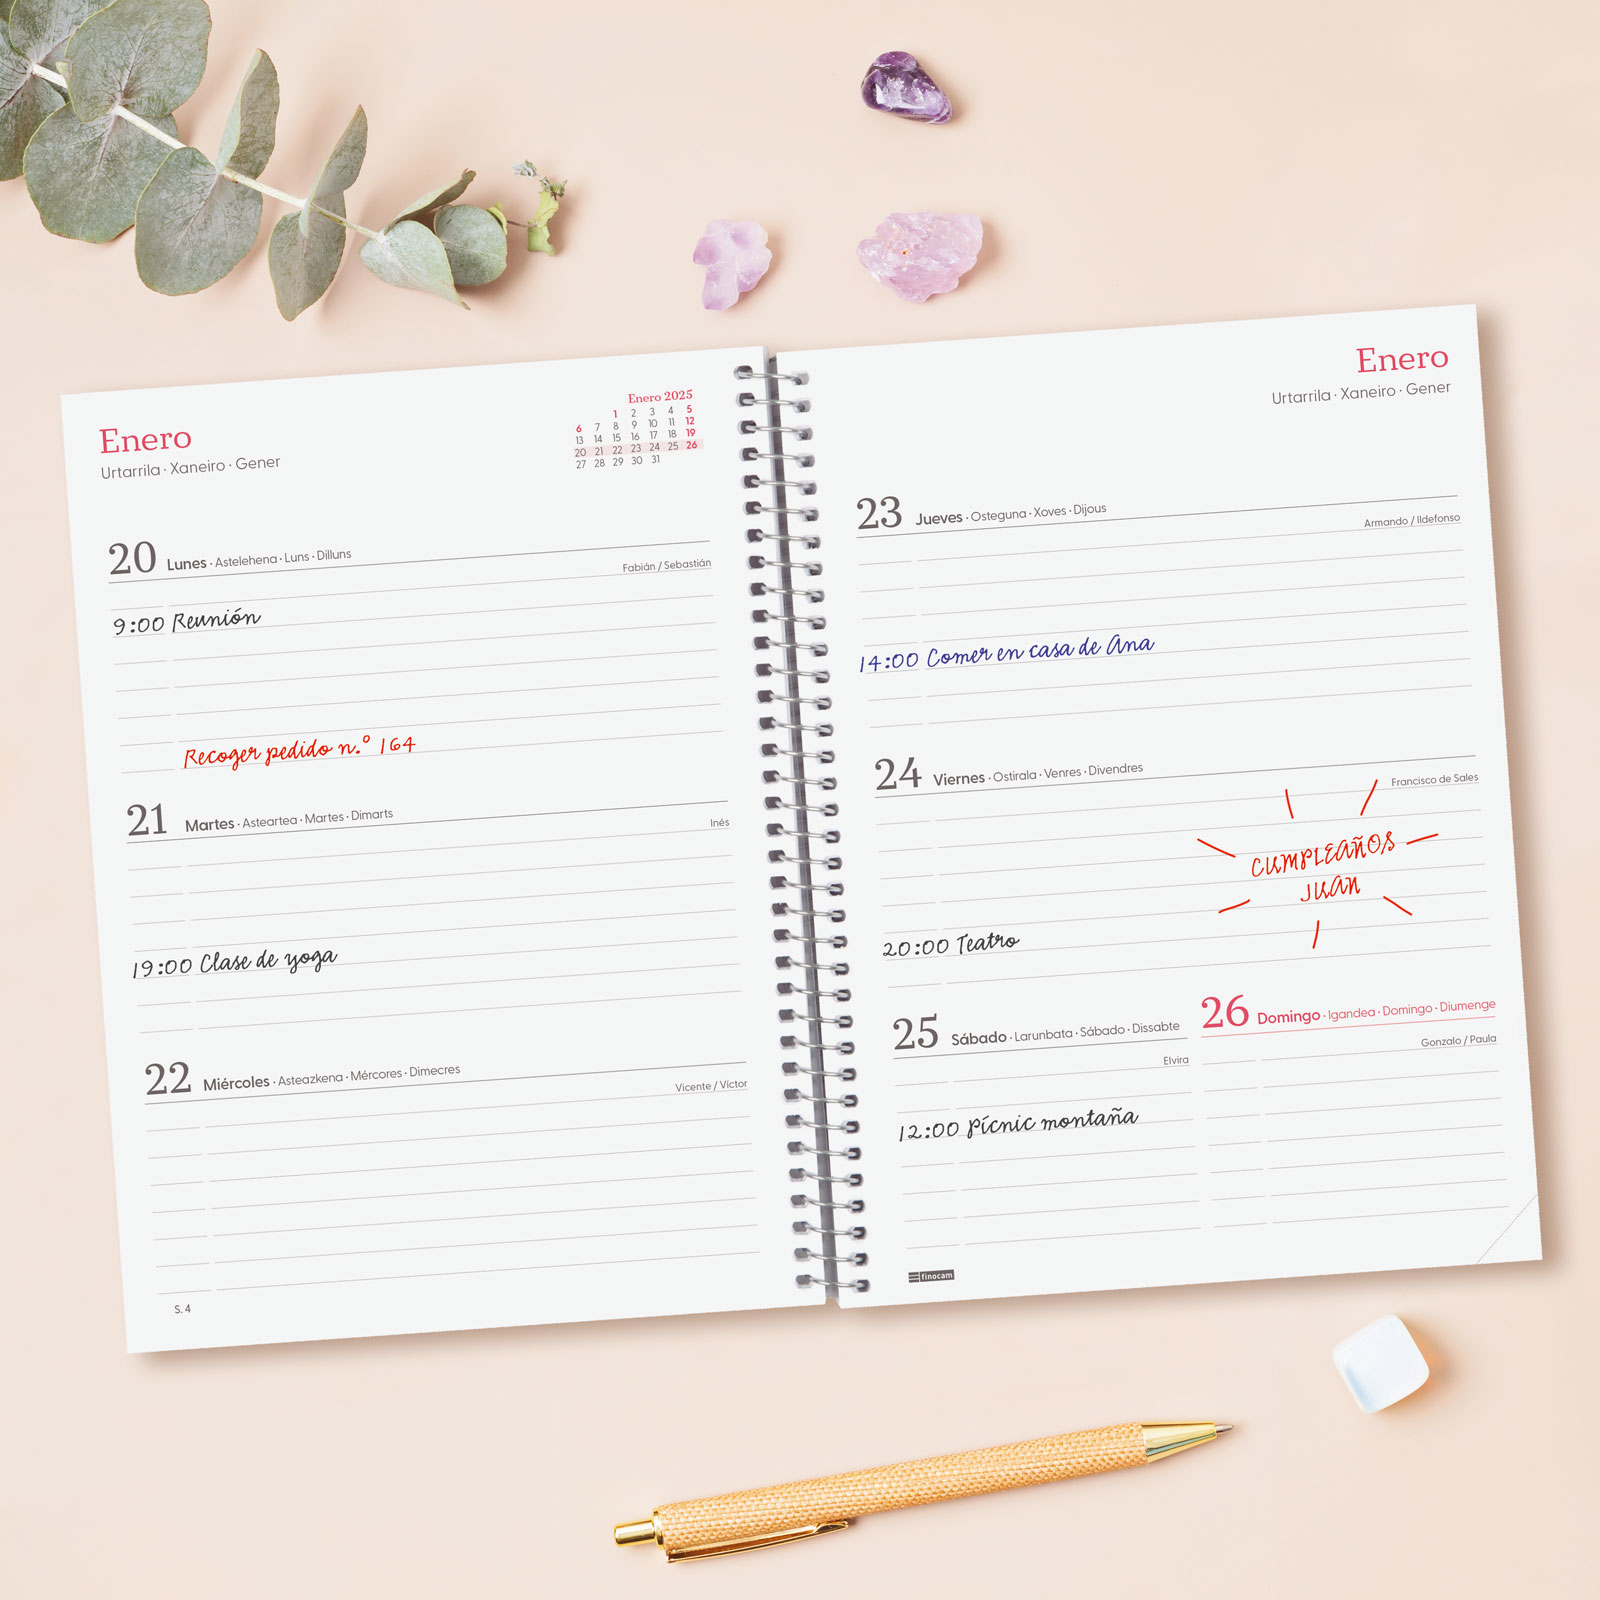 Enero
Urtarrila · Xaneiro · Gener
Enero 2025
1 2 3 4 5
6 7 8 9 10 11 12
13 14 15 16 17 18 19
20 21 22 23 24 25 26
27 28 29 30 31
20 Lunes · Astelehena · Luns · Dilluns
Fabián / Sebastián
9:00 Reunión
Recoger pedido n.º 164
21 Martes · Asteartea · Martes · Dimarts
Inés
19:00 Clase de yoga
22 Miércoles · Asteazkena · Mércores · Dimecres
Vicente / Víctor
S. 4
Enero
Urtarrila · Xaneiro · Gener
23 Jueves · Osteguna · Xoves · Dijous
Armando / Ildefonso
14:00 Comer en casa de Ana
24 Viernes · Ostirala · Venres · Divendres
Francisco de Sales
CUMPLEAÑOS
JUAN
20:00 Teatro
25 Sábado · Larunbata · Sábado · Dissabte
Elvira
12:00 Pícnic montaña
26 Domingo · Igandea · Domingo · Diumenge
Gonzalo / Paula
finocam